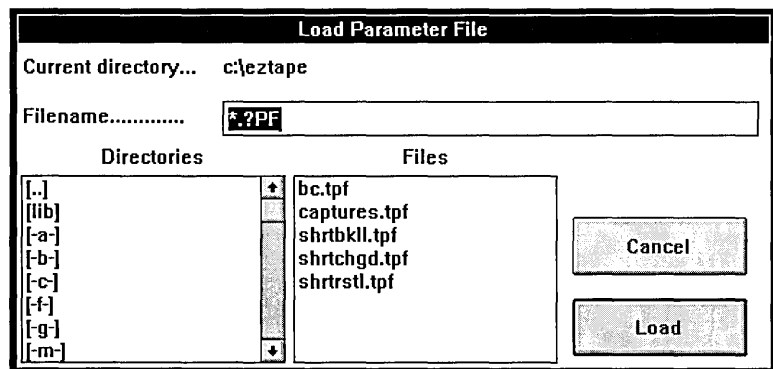 Load Parameter File
Current directory... c:\eztape
Filename............. *.?PF
Directories
[..]
[lib]
[-a-]
[-b-]
[-c-]
[-f-]
[-g-]
[-m-]
Files
bc.tpf
captures.tpf
shrtbkll.tpf
shrtchgd.tpf
shrtrstl.tpf
Cancel
Load